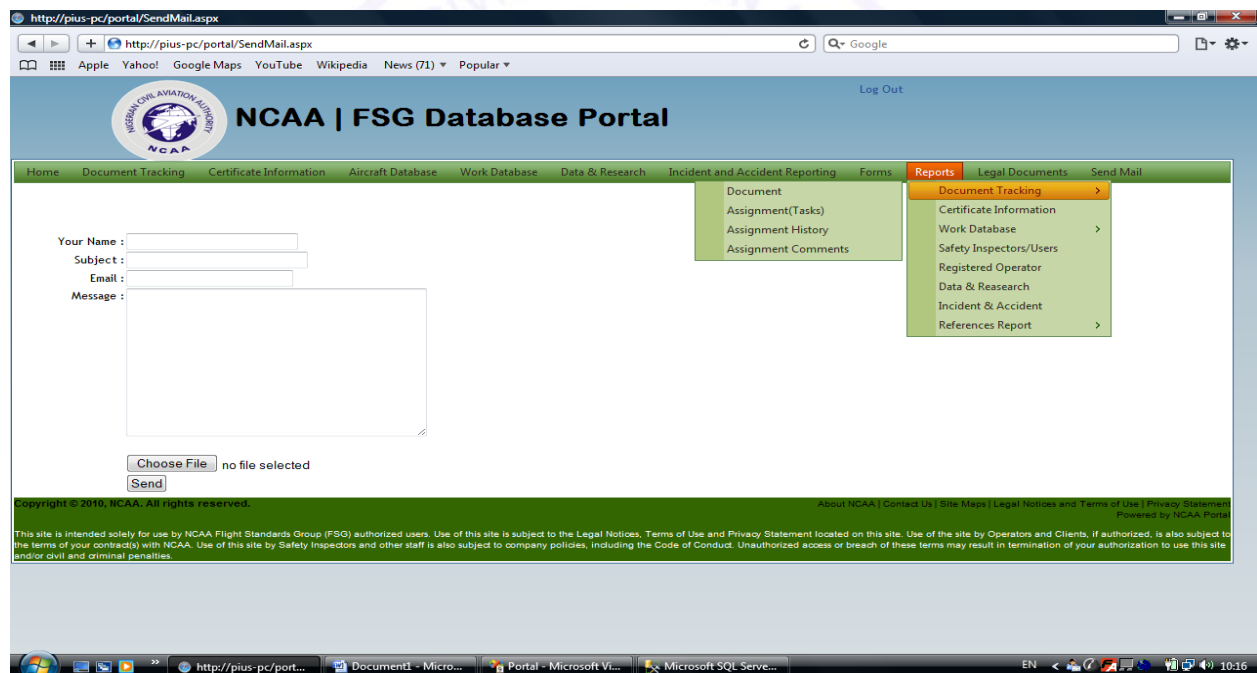 http://pius-pc/portal/SendMail.aspx
http://pius-pc/portal/SendMail.aspx Google
Apple Yahoo! Google Maps YouTube Wikipedia News (71) Popular
Log Out
NIGERIAN CIVIL AVIATION AUTHORITY
NCAA
NCAA | FSG Database Portal
Home Document Tracking Certificate Information Aircraft Database Work Database Data & Research Incident and Accident Reporting Forms Reports Legal Documents Send Mail
Document
Assignment(Tasks)
Assignment History
Assignment Comments
Document Tracking >
Certificate Information
Work Database >
Safety Inspectors/Users
Registered Operator
Data & Reasearch
Incident & Accident
References Report >
Your Name :
Subject :
Email :
Message :
Choose File no file selected
Send
Copyright © 2010, NCAA. All rights reserved.
About NCAA | Contact Us | Site Maps | Legal Notices and Terms of Use | Privacy Statement
Powered by NCAA Portal
This site is intended solely for use by NCAA Flight Standards Group (FSG) authorized users. Use of this site is subject to the Legal Notices, Terms of Use and Privacy Statement located on this site. Use of the site by Operators and Clients, if authorized, is also subject to
the terms of your contract(s) with NCAA. Use of this site by Safety Inspectors and other staff is also subject to company policies, including the Code of Conduct. Unauthorized access or breach of these terms may result in termination of your authorization to use this site
and/or civil and criminal penalties.
http://pius-pc/port... Document1 - Micro... Portal - Microsoft Vi... Microsoft SQL Serve... EN 10:16